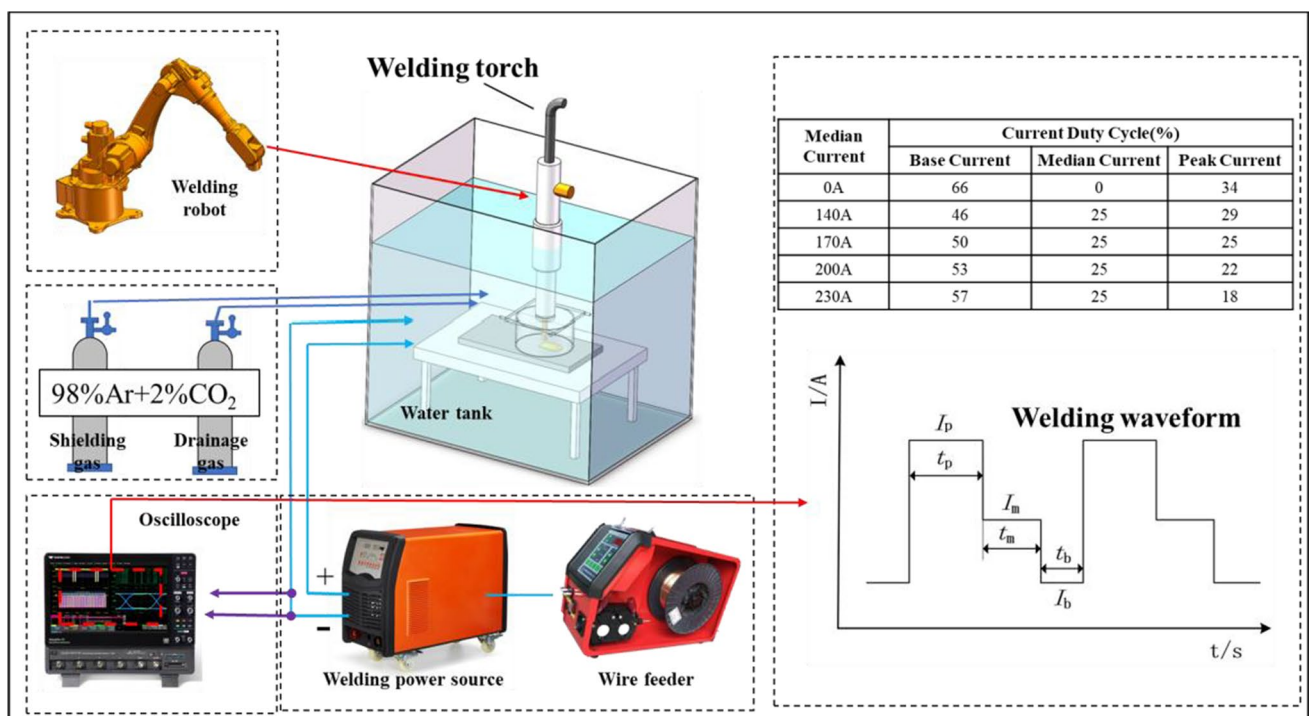 Welding torch
Welding
robot
98%Ar+2%CO₂
Shielding
gas
Drainage
gas
Water tank
Oscilloscope
+
-
Welding power source
Wire feeder
Median Current | Current Duty Cycle(%)
Base Current | Median Current | Peak Current
0A | 66 | 0 | 34
140A | 46 | 25 | 29
170A | 50 | 25 | 25
200A | 53 | 25 | 22
230A | 57 | 25 | 18
I/A
Welding waveform
Ip
tp
Im
tm
tb
Ib
t/s